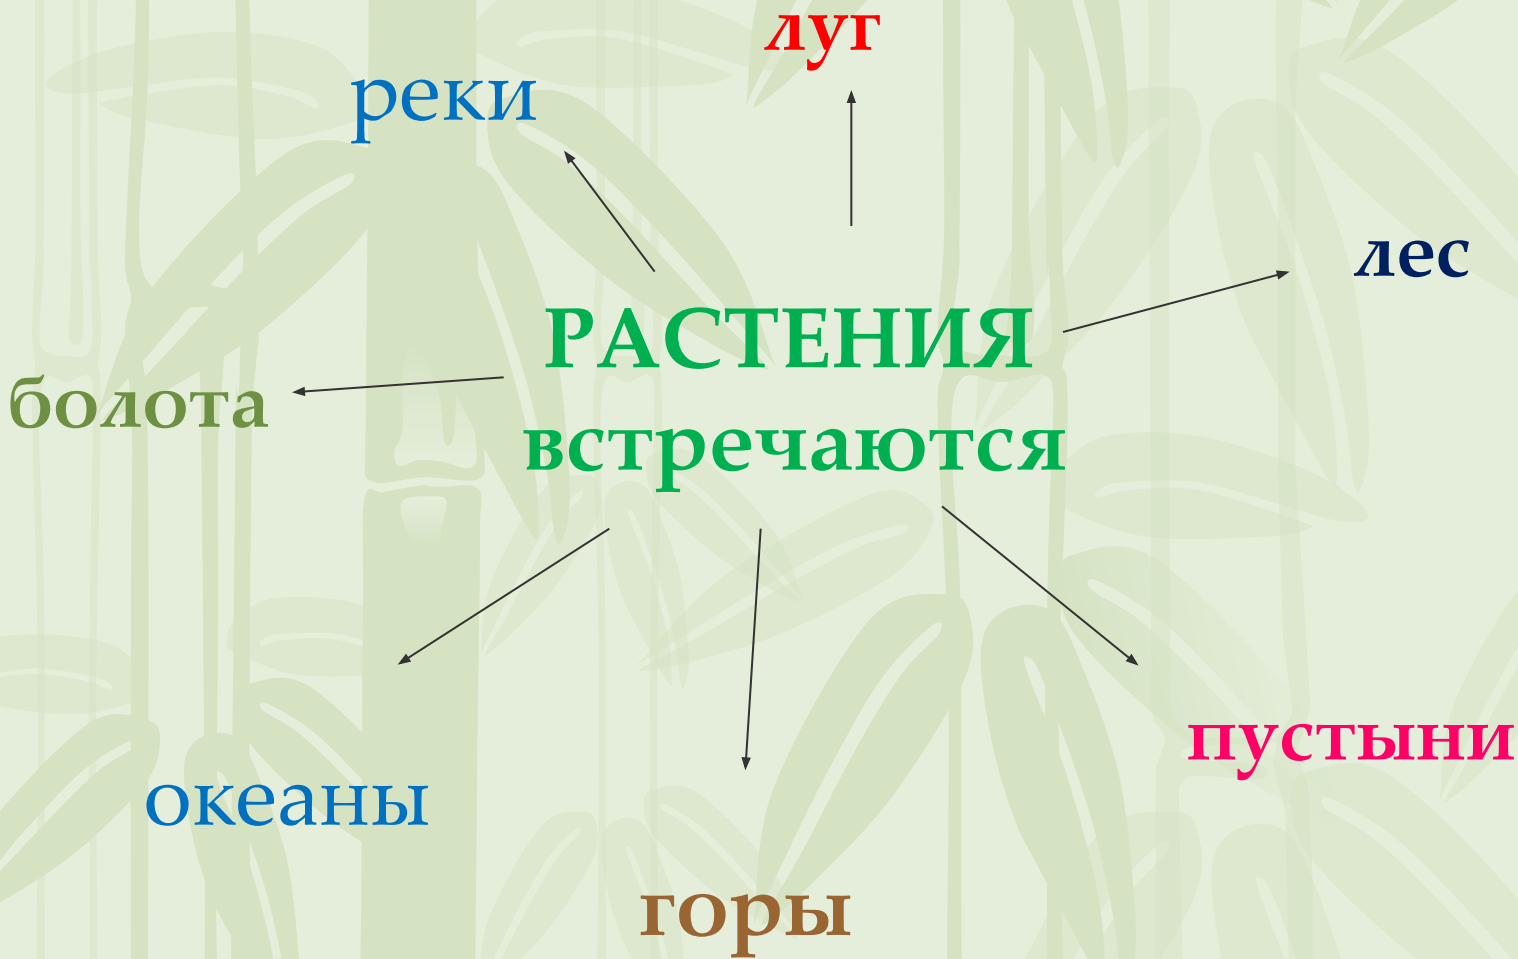 луг
реки
лес
РАСТЕНИЯ
встречаются
болота
пустыни
океаны
горы